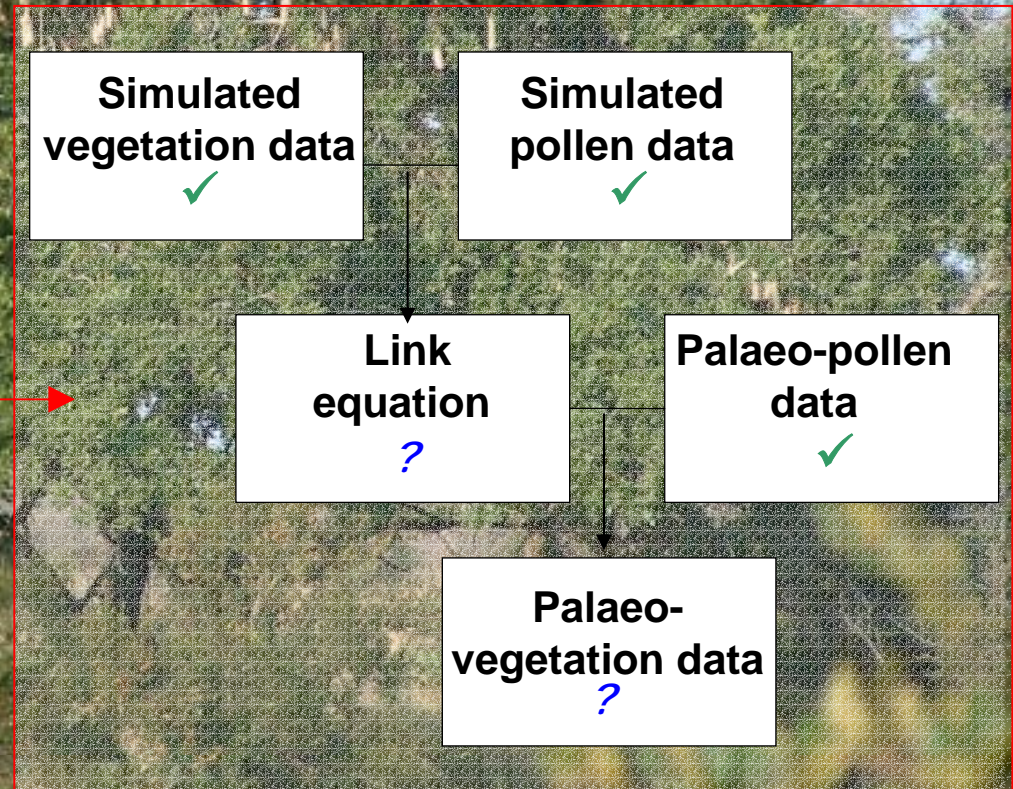 Simulated
vegetation data
✓
Simulated
pollen data
✓
Link
equation
?
Palaeo-pollen
data
✓
Palaeo-
vegetation data
?